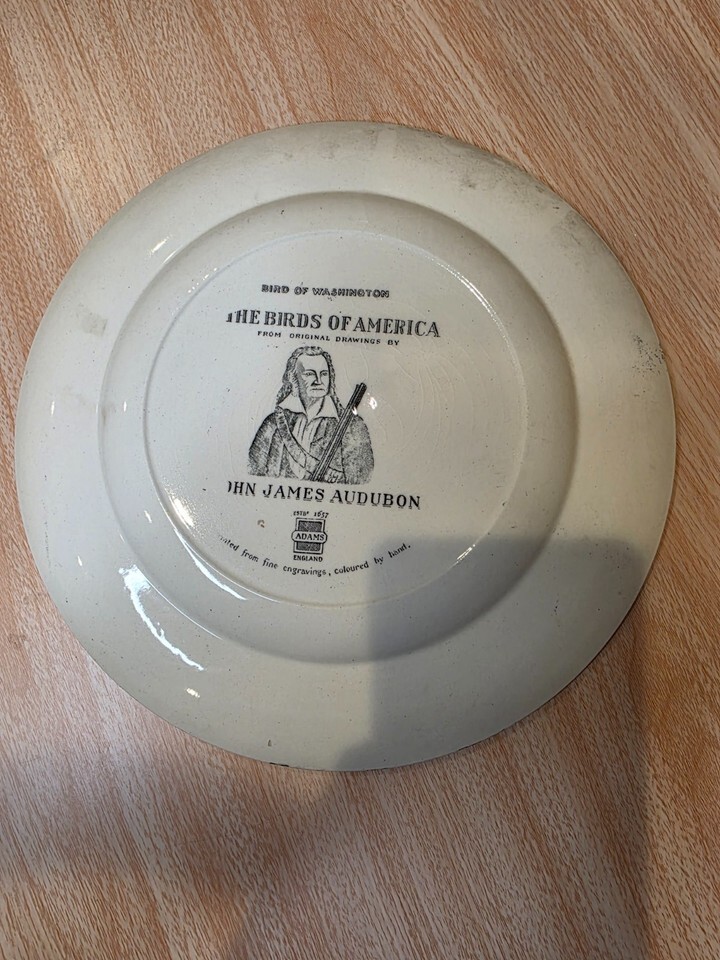 BIRD OF WASHINGTON
THE BIRDS OF AMERICA
FROM ORIGINAL DRAWINGS BY
OHN JAMES AUDUBON
ESTD 1657
ADAMS
ENGLAND
from fine engravings, coloured by hand.